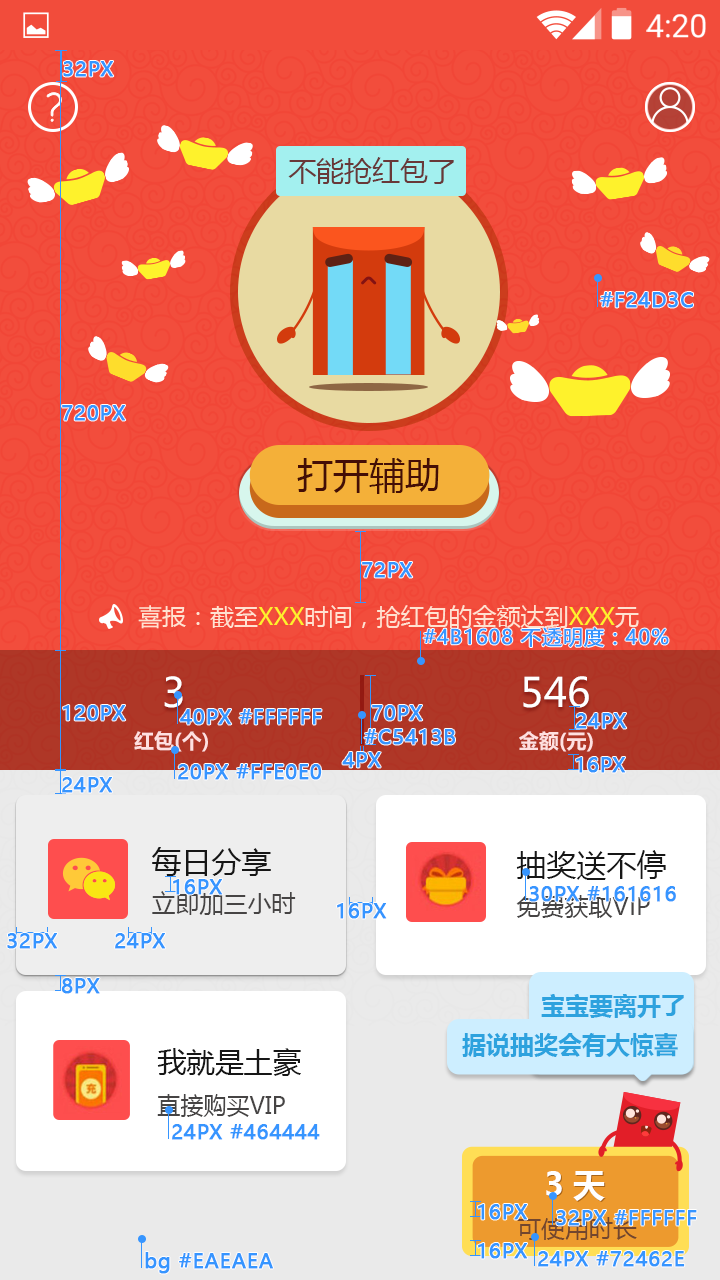 4:20
32PX
?
不能抢红包了
#F24D3C
720PX
打开辅助
72PX
喜报：截至XXX时间，抢红包的金额达到XXX元
#4B1608 不透明度：40%
3
546
120PX
40PX #FFFFFF
70PX
24PX
红包(个)
#C5413B
金额(元)
4PX
16PX
20PX #FFE0E0
24PX
每日分享
抽奖送不停
16PX
30PX #161616
立即加三小时
16PX
免费获取VIP
32PX
24PX
8PX
宝宝要离开了
据说抽奖会有大惊喜
我就是土豪
充
直接购买VIP
24PX #464444
3 天
16PX
32PX #FFFFFF
可使用时长
16PX
24PX #72462E
bg #EAEAEA